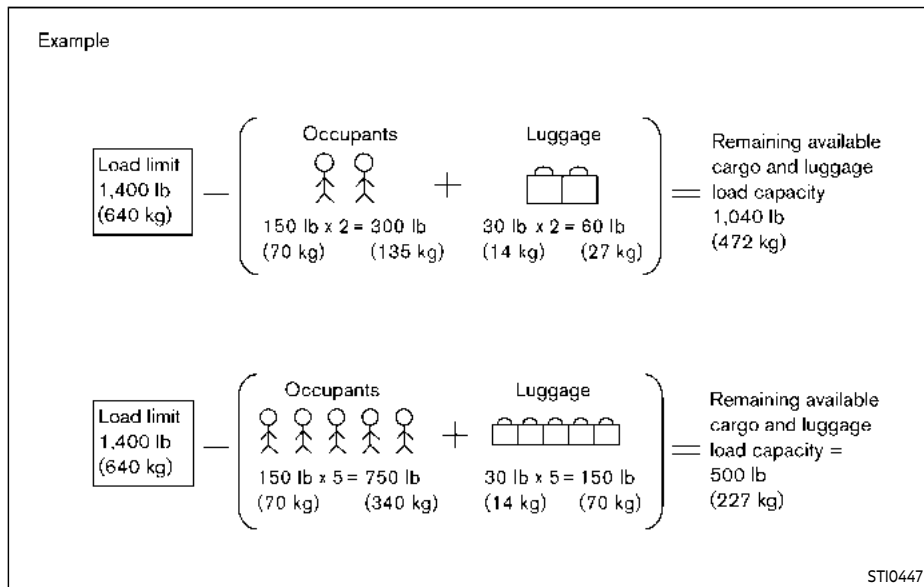 Example
Occupants
Luggage
Load limit
1,400 lb
(640 kg)
150 lb x 2 = 300 lb
(70 kg) (135 kg)
30 lb x 2 = 60 lb
(14 kg) (27 kg)
Remaining available
cargo and luggage
load capacity
1,040 lb
(472 kg)
Occupants
Luggage
Load limit
1,400 lb
(640 kg)
150 lb x 5 = 750 lb
(70 kg) (340 kg)
30 lb x 5 = 150 lb
(14 kg) (70 kg)
Remaining available
cargo and luggage
load capacity =
500 lb
(227 kg)
STI0447